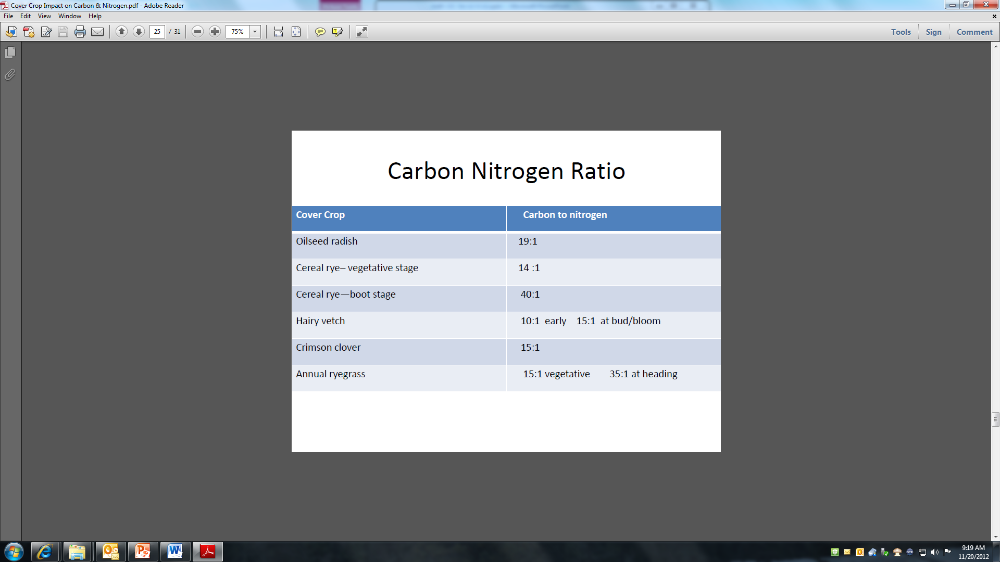 Cover Crop Impact on Carbon & Nitrogen.pdf - Adobe Reader
File Edit View Window Help
25 / 31 75% Tools Sign Comment
Carbon Nitrogen Ratio
Cover Crop Carbon to nitrogen
Oilseed radish 19:1
Cereal rye– vegetative stage 14 :1
Cereal rye—boot stage 40:1
Hairy vetch 10:1 early 15:1 at bud/bloom
Crimson clover 15:1
Annual ryegrass 15:1 vegetative 35:1 at heading
9:19 AM
11/20/2012